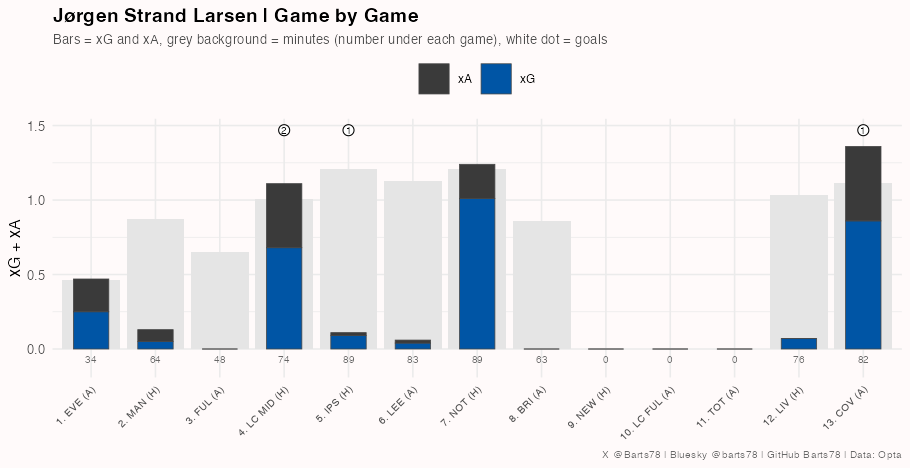 Jørgen Strand Larsen | Game by Game
Bars = xG and xA, grey background = minutes (number under each game), white dot = goals
xA xG
xG + xA
1.5
1.0
0.5
0.0
2 1 1
34 64 48 74 89 83 89 63 0 0 0 76 82
1. EVE (A)
2. MAN (H)
3. FUL (A)
4. LC MID (H)
5. IPS (H)
6. LEE (A)
7. NOT (H)
8. BRI (A)
9. NEW (H)
10. LC FUL (A)
11. TOT (A)
12. LIV (H)
13. COV (A)
X @Barts78 | Bluesky @barts78 | GitHub Barts78 | Data: Opta